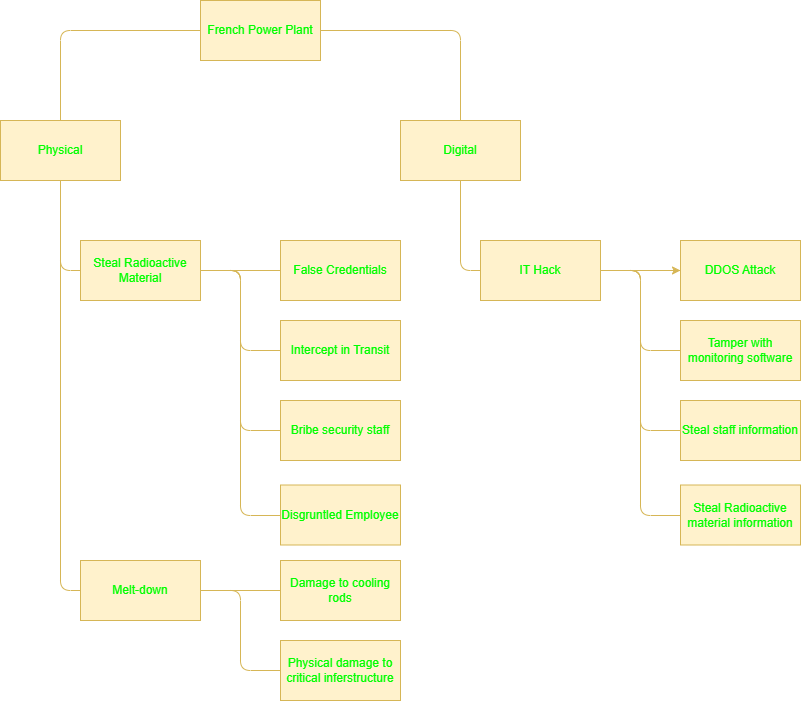 French Power Plant
Physical
Digital
Steal Radioactive
Material
False Credentials
IT Hack
DDOS Attack
Intercept in Transit
Tamper with
monitoring software
Bribe security staff
Steal staff information
Disgruntled Employee
Steal Radioactive
material information
Melt-down
Damage to cooling
rods
Physical damage to
critical inferstructure